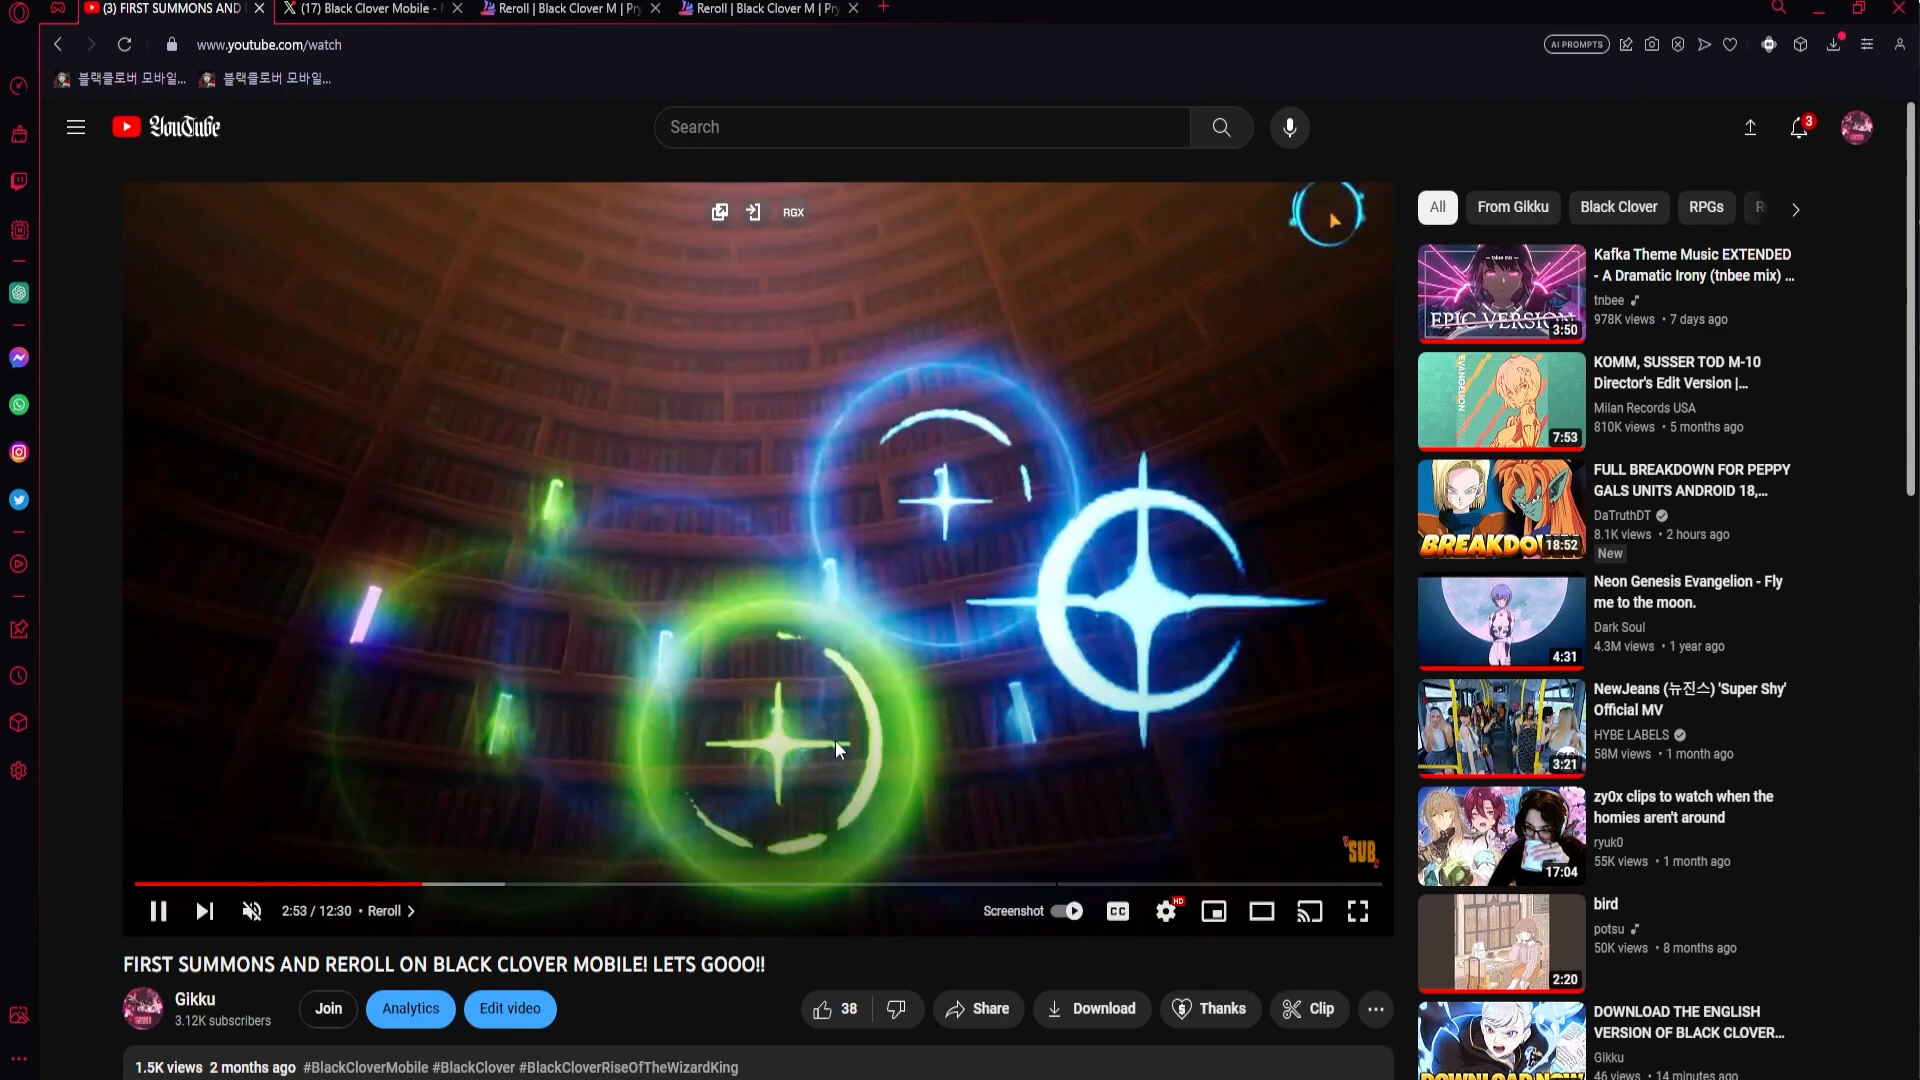 (3) FIRST SUMMONS AND
(17) Black Clover Mobile -
Reroll | Black Clover M | Pry
Reroll | Black Clover M | Pry
www.youtube.com/watch
AI PROMPTS
블랙클로버 모바일...
블랙클로버 모바일...
YouTube
Search
3
RGX
All
From Gikku
Black Clover
RPGs
Kafka Theme Music EXTENDED
- A Dramatic Irony (tnbee mix) ...
tnbee
978K views • 7 days ago
EPIC VERSION
3:50
KOMM, SUSSER TOD M-10
Director's Edit Version |...
Milan Records USA
810K views • 5 months ago
EVANGELION
7:53
FULL BREAKDOWN FOR PEPPY
GALS UNITS ANDROID 18,...
DaTruthDT
8.1K views • 2 hours ago
New
18:52
Neon Genesis Evangelion - Fly
me to the moon.
Dark Soul
4.3M views • 1 year ago
4:31
NewJeans (뉴진스) 'Super Shy'
Official MV
HYBE LABELS
58M views • 1 month ago
3:21
zy0x clips to watch when the
homies aren't around
ryuk0
55K views • 1 month ago
17:04
bird
potsu
50K views • 8 months ago
2:20
DOWNLOAD THE ENGLISH
VERSION OF BLACK CLOVER...
Gikku
46 views • 14 minutes ago
DOWNLOAD NOW
SUB
2:53 / 12:30 • Reroll
Screenshot
CC
HD
FIRST SUMMONS AND REROLL ON BLACK CLOVER MOBILE! LETS GOOO!!
Gikku
3.12K subscribers
Join
Analytics
Edit video
38
Share
Download
Thanks
Clip
1.5K views 2 months ago #BlackCloverMobile #BlackClover #BlackCloverRiseOfTheWizardKing